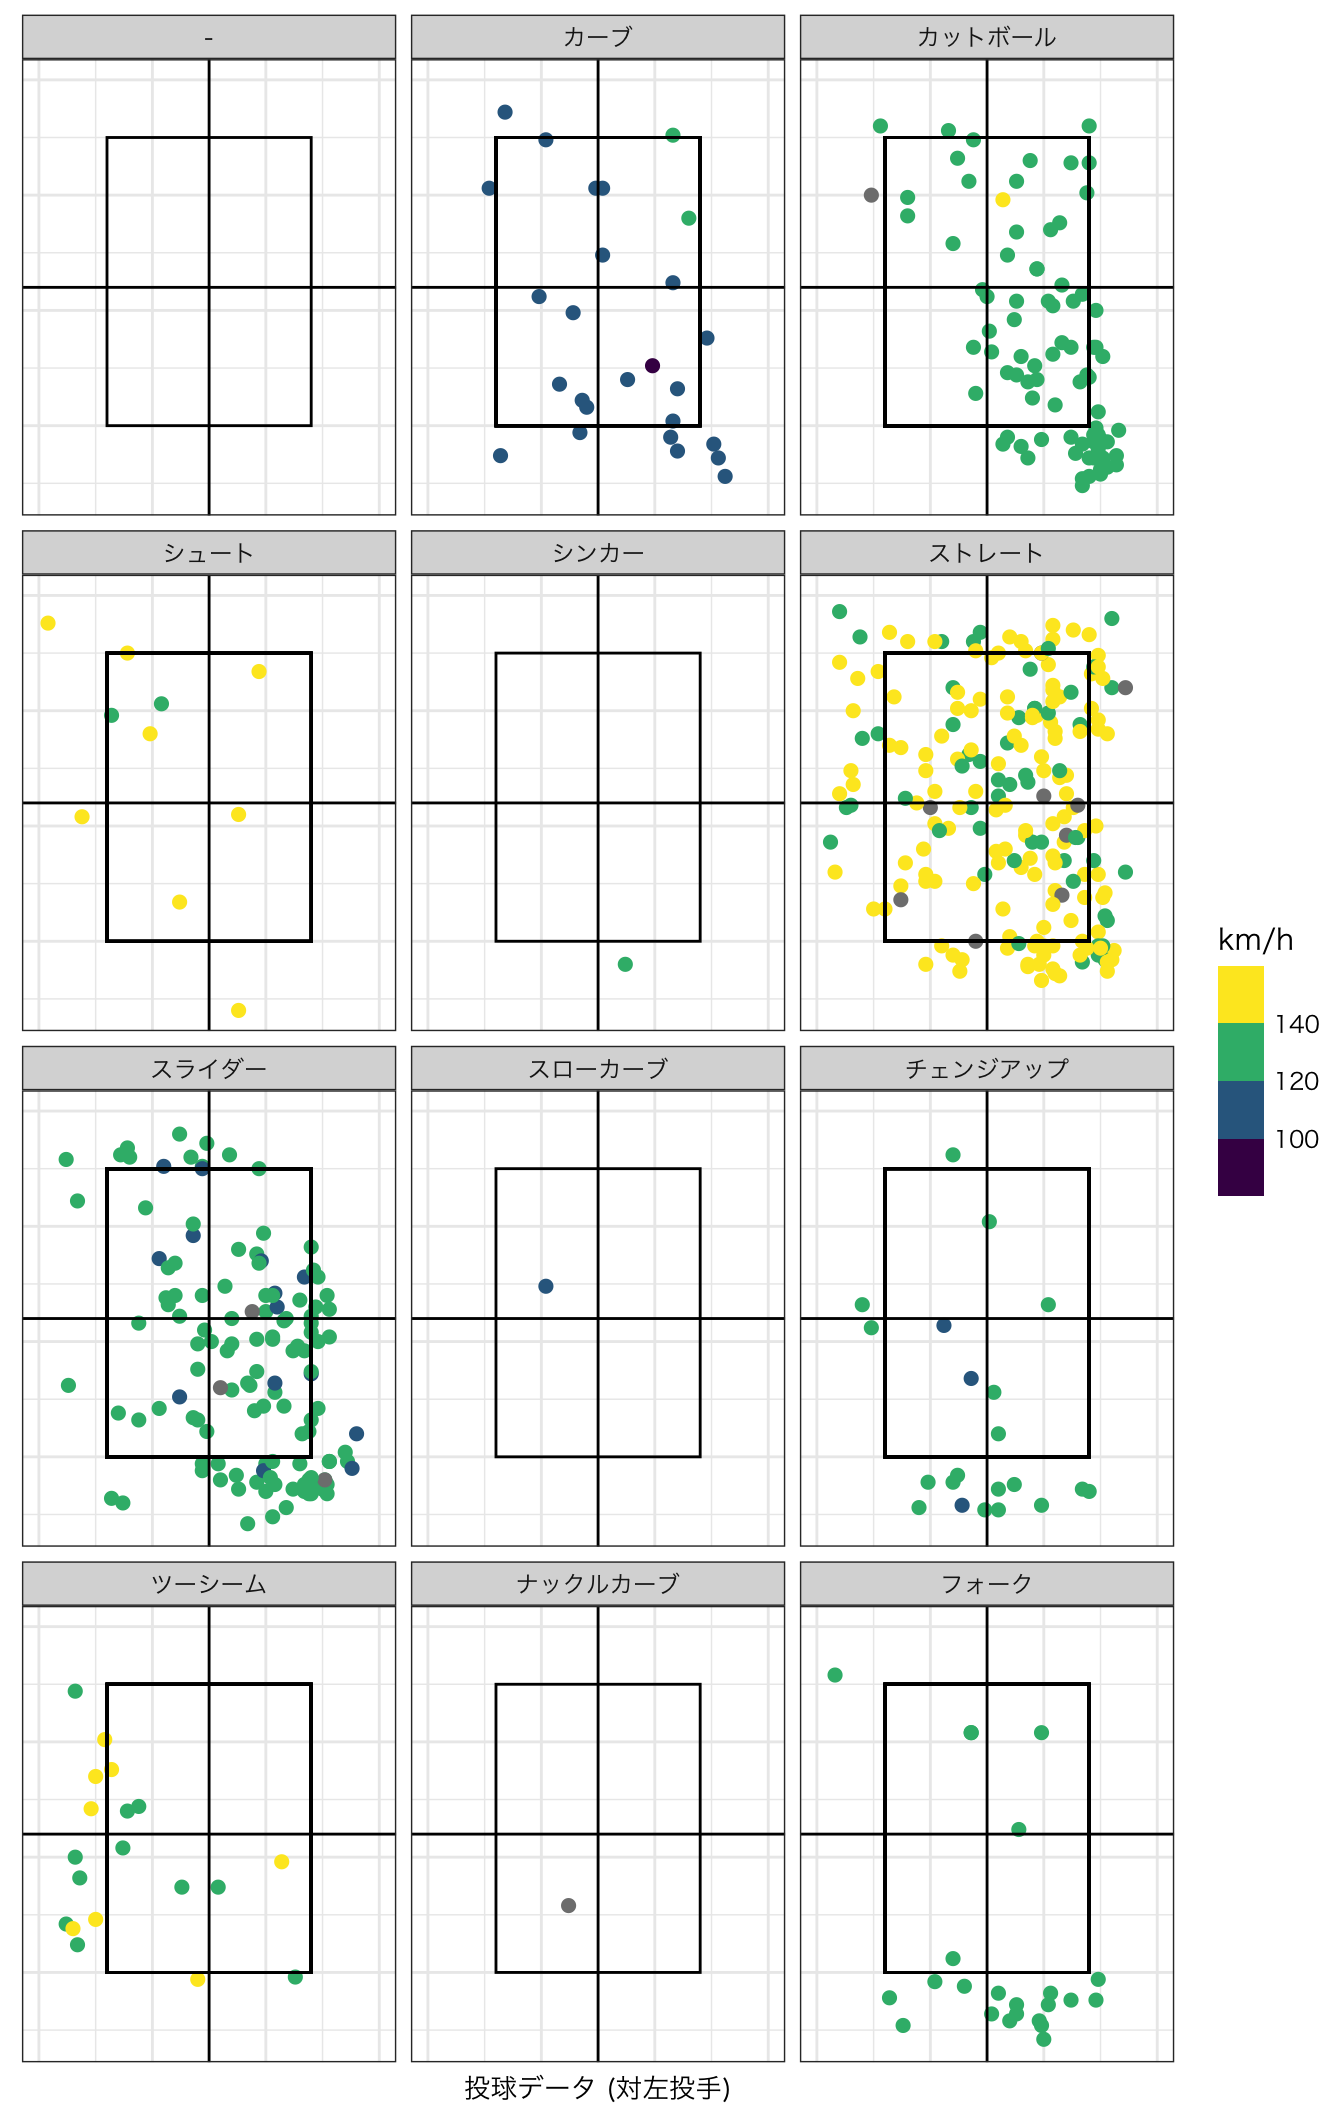 -
カーブ
カットボール
シュート
シンカー
ストレート
スライダー
スローカーブ
チェンジアップ
ツーシーム
ナックルカーブ
フォーク
km/h
140
120
100
投球データ (対左投手)